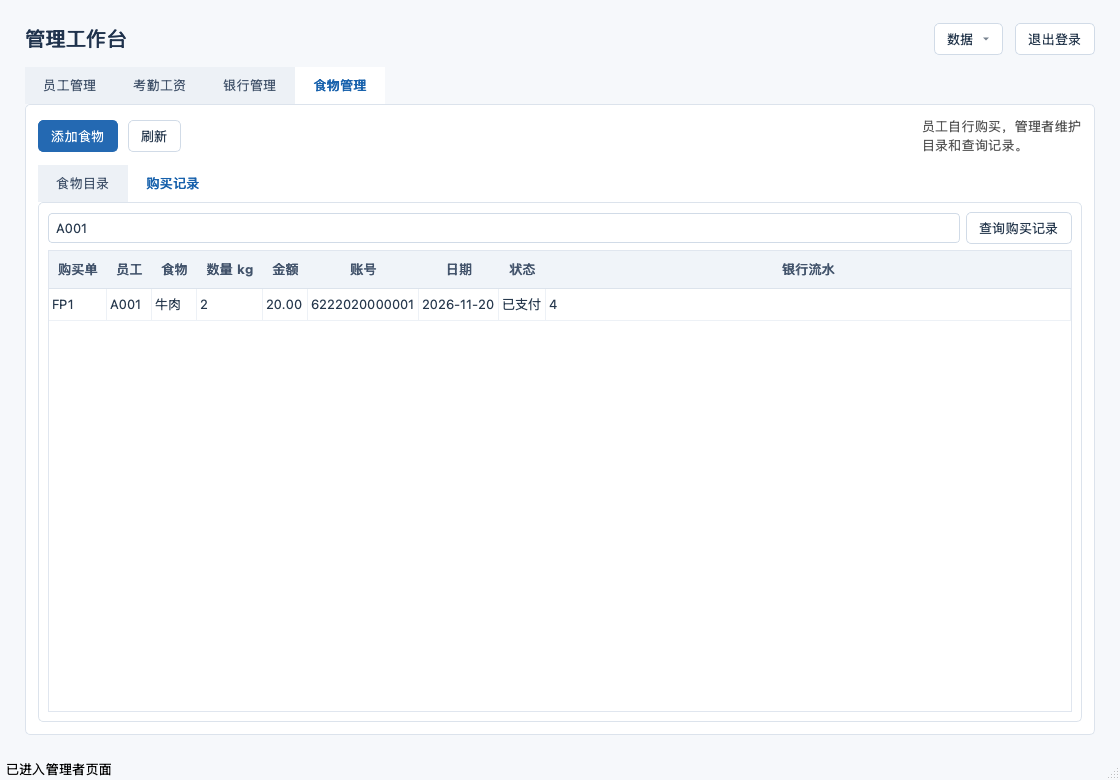 管理工作台
数据
退出登录
员工管理 考勤工资 银行管理 食物管理
添加食物 刷新
员工自行购买，管理者维护
目录和查询记录。
食物目录 购买记录
A001 查询购买记录
购买单 员工 食物 数量 kg 金额 账号 日期 状态 银行流水
FP1 A001 牛肉 2 20.00 6222020000001 2026-11-20 已支付 4
已进入管理者页面